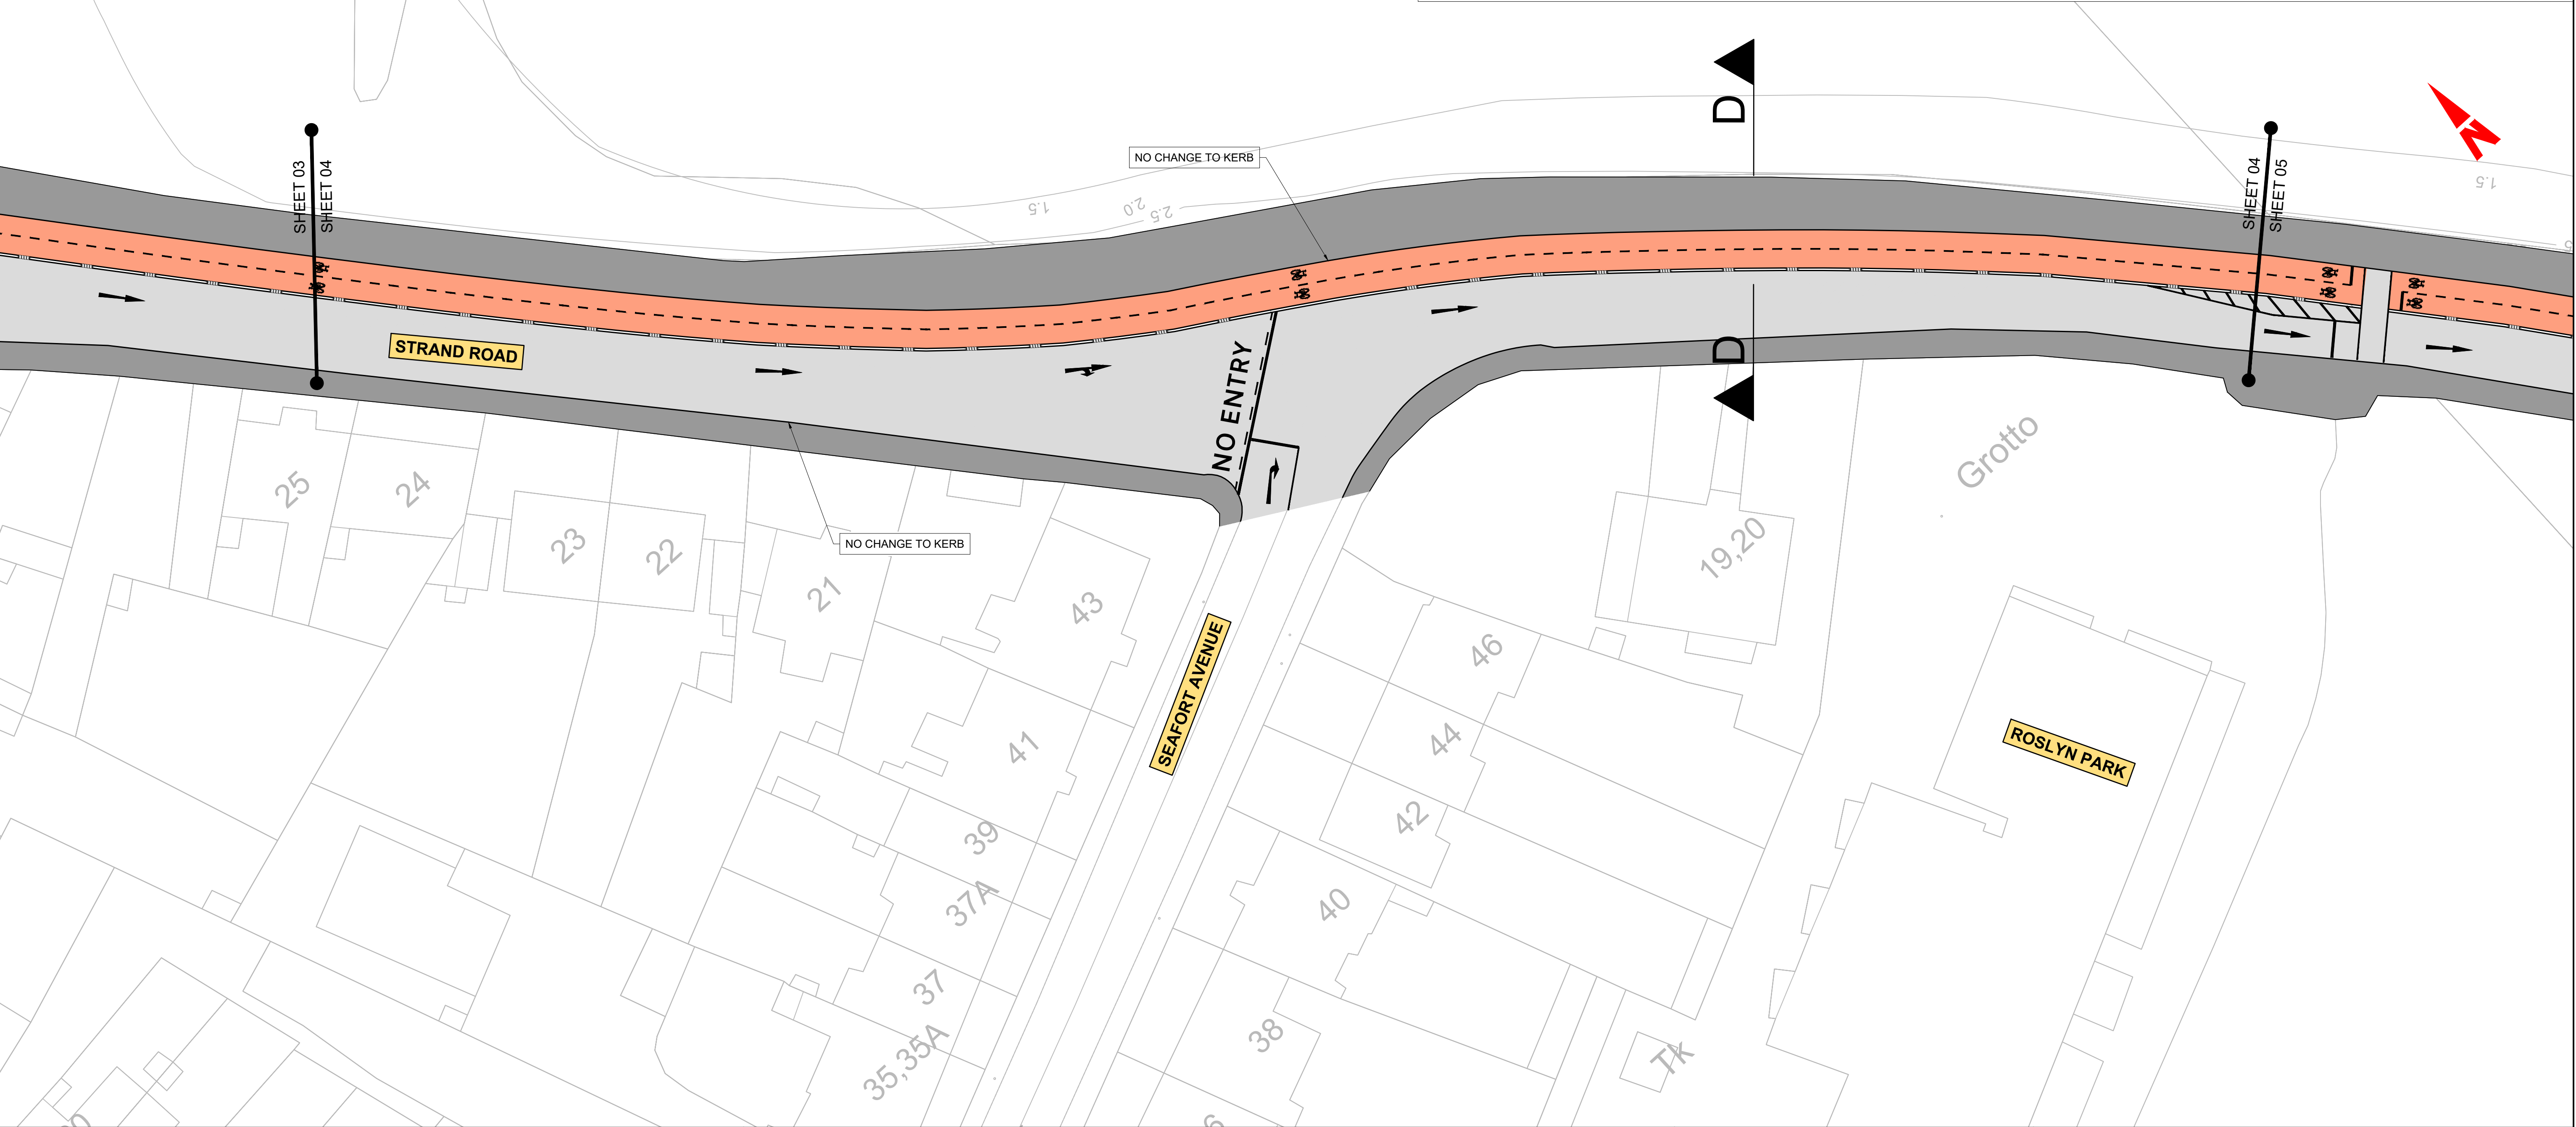 D
N
NO CHANGE TO KERB
SHEET 03
SHEET 04
SHEET 04
SHEET 05
1.5
2.0
2.5
1.5
STRAND ROAD
NO ENTRY
D
Grotto
25
24
23
22
NO CHANGE TO KERB
19,20
21
43
SEAFORT AVENUE
46
41
44
ROSLYN PARK
39
42
37A
40
37
38
35,35A
Tk